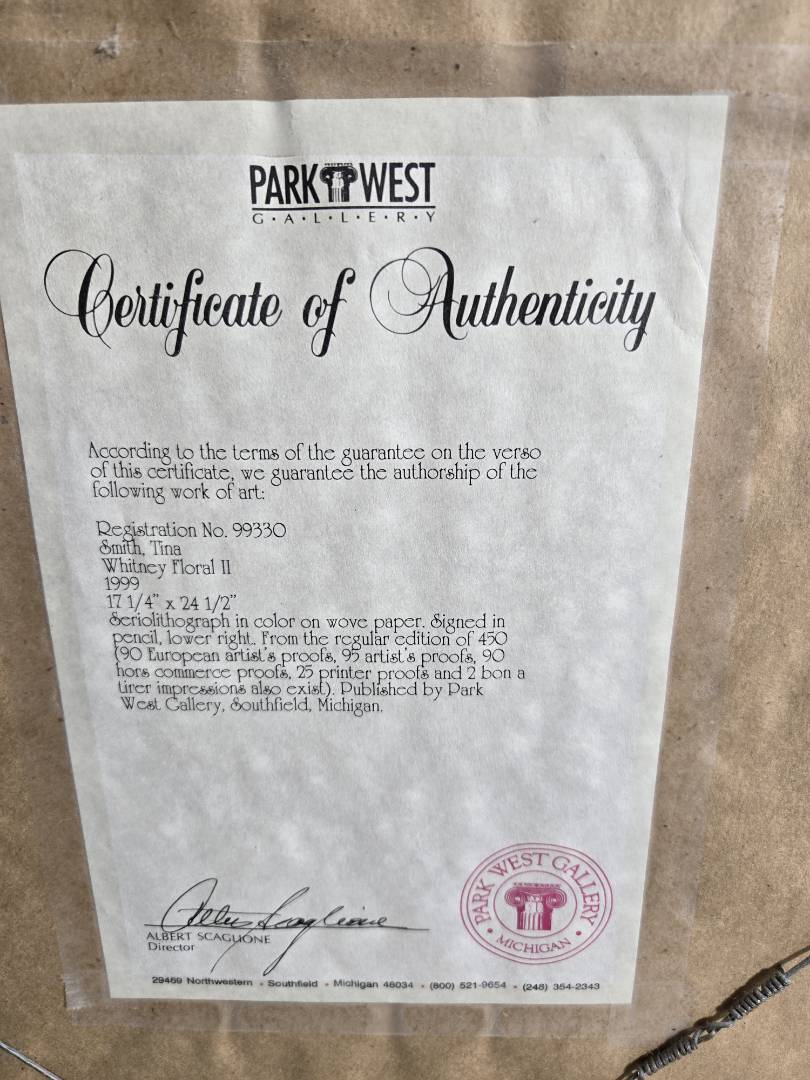 PARK WEST
G·A·L·L·E·R·Y
Certificate of Authenticity
According to the terms of the guarantee on the verso
of this certificate, we guarantee the authorship of the
following work of art:
Registration No. 99330
Smith, Tina
Whitney Floral II
1999
17 1/4" x 24 1/2"
Seriolithograph in color on wove paper. Signed in
pencil, lower right. From the regular edition of 450
(90 European artist's proofs, 95 artist's proofs, 90
hors commerce proofs, 25 printer proofs and 2 bon a
tirer impressions also exist). Published by Park
West Gallery, Southfield, Michigan.
ALBERT SCAGLIONE
Director
PARK WEST GALLERY
• MICHIGAN •
29469 Northwestern • Southfield • Michigan 48034 • (800) 521-9654 • (248) 354-2343